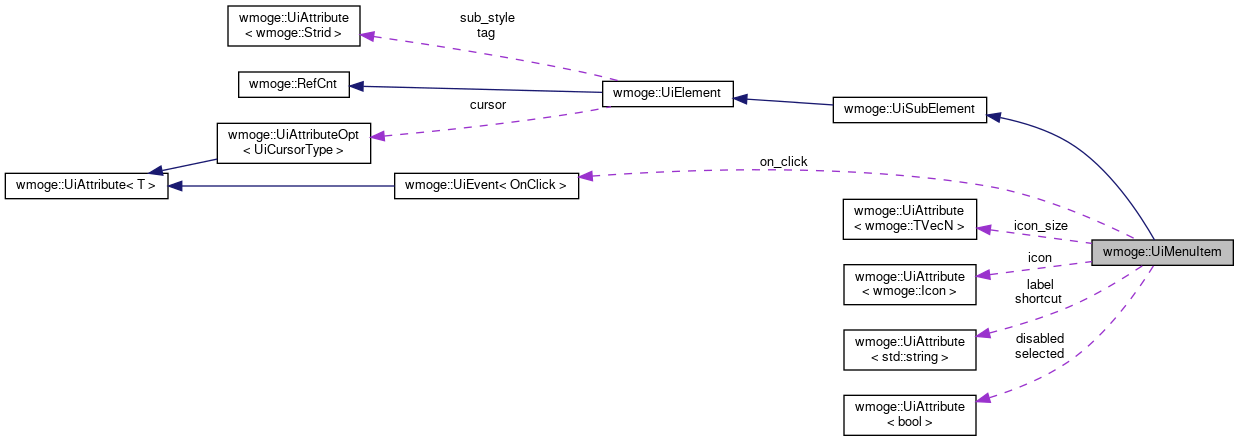 wmoge::UiAttribute
< wmoge::Strid >
sub_style
tag
wmoge::RefCnt
wmoge::UiElement
cursor
wmoge::UiSubElement
wmoge::UiAttributeOpt
< UiCursorType >
wmoge::UiAttribute< T >
wmoge::UiEvent< OnClick >
on_click
wmoge::UiAttribute
< wmoge::TVecN >
icon_size
wmoge::UiMenuItem
wmoge::UiAttribute
< wmoge::Icon >
icon
label
shortcut
wmoge::UiAttribute
< std::string >
disabled
selected
wmoge::UiAttribute
< bool >